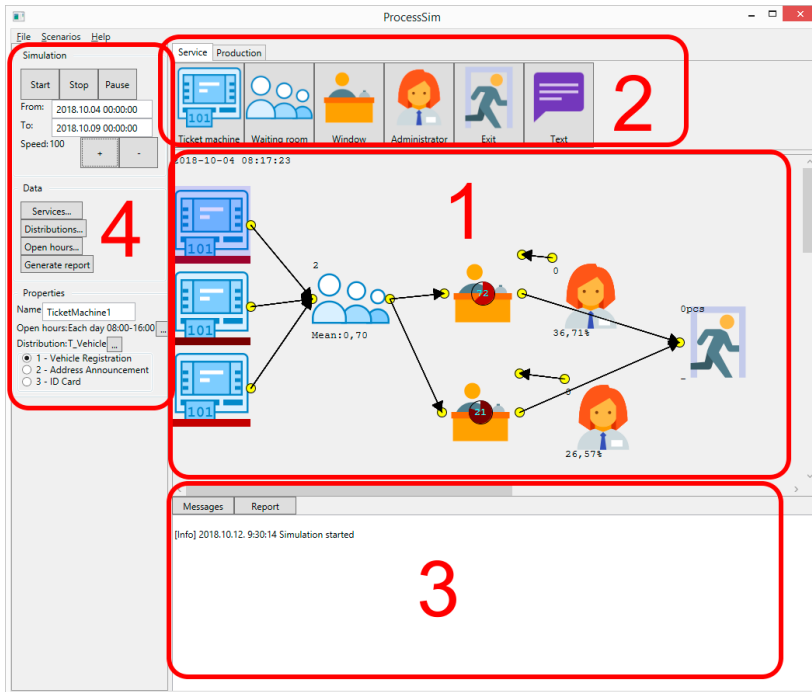 ProcessSim
File Scenarios Help
Simulation
Start Stop Pause
From: 2018.10.04 00:00:00
To: 2018.10.09 00:00:00
Speed:100
+ -
Data
Services...
Distributions...
Open hours...
Generate report
Properties
Name TicketMachine1
Open hours:Each day 08:00-16:00 ...
Distribution:T_Vehicle ...
1 - Vehicle Registration
2 - Address Announcement
3 - ID Card
4
Service Production
101
Ticket machine Waiting room Window Administrator Exit Text
2
2018-10-04 08:17:23
1
101
101
101
2
Mean:0,70
72
21
0
36,71%
0
26,57%
0pcs
-
Messages Report
[Info] 2018.10.12. 9:30:14 Simulation started
3